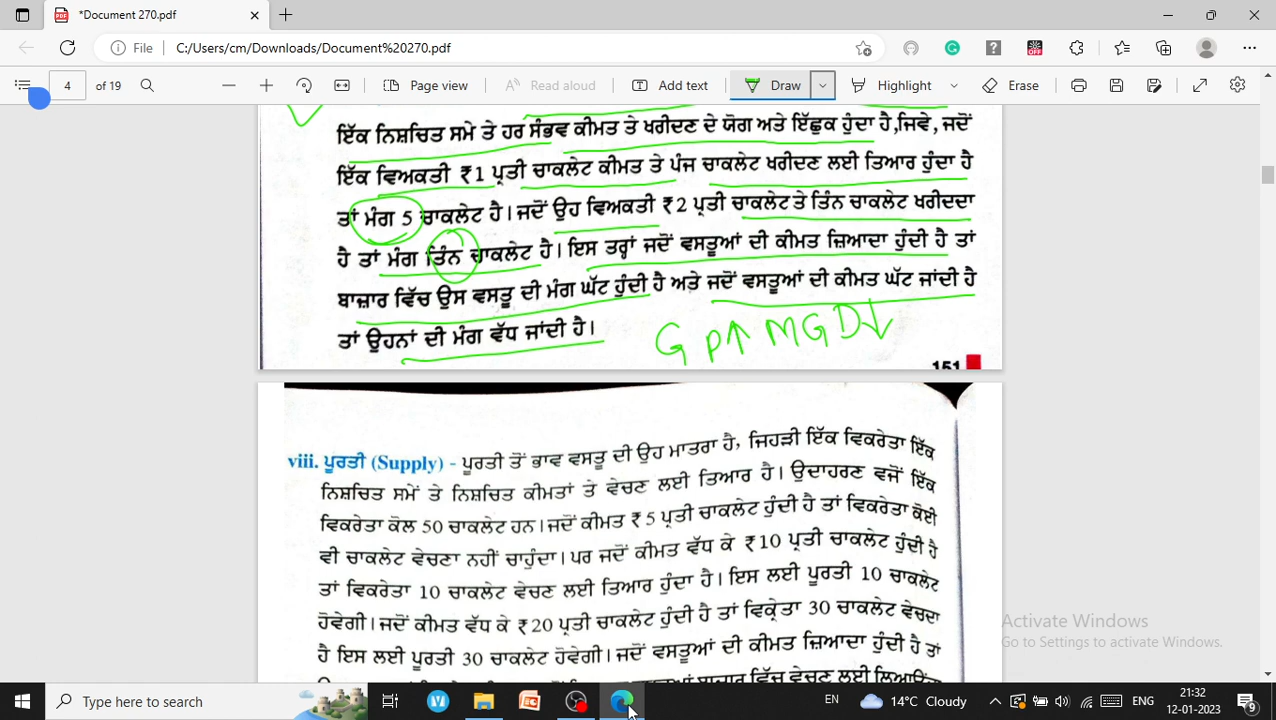 *Document 270.pdf
File C:/Users/cm/Downloads/Document%20270.pdf
4 of 19 Page view Read aloud Add text Draw Highlight Erase
ਇੱਕ ਨਿਸ਼ਚਿਤ ਸਮੇ ਤੇ ਹਰ ਸੰਭਵ ਕੀਮਤ ਤੇ ਖਰੀਦਣ ਦੇ ਯੋਗ ਅਤੇ ਇੱਛੁਕ ਹੁੰਦਾ ਹੈ,ਜਿਵੇ, ਜਦੋਂ
ਇੱਕ ਵਿਅਕਤੀ ₹1 ਪ੍ਰਤੀ ਚਾਕਲੇਟ ਕੀਮਤ ਤੇ ਪੰਜ ਚਾਕਲੇਟ ਖਰੀਦਣ ਲਈ ਤਿਆਰ ਹੁੰਦਾ ਹੈ
ਤਾਂ ਮੰਗ 5 ਚਾਕਲੇਟ ਹੈ। ਜਦੋਂ ਉਹ ਵਿਅਕਤੀ ₹2 ਪ੍ਰਤੀ ਚਾਕਲੇਟ ਤੇ ਤਿੰਨ ਚਾਕਲੇਟ ਖਰੀਦਦਾ
ਹੈ ਤਾਂ ਮੰਗ ਤਿੰਨ ਚਾਕਲੇਟ ਹੈ। ਇਸ ਤਰ੍ਹਾਂ ਜਦੋਂ ਵਸਤੂਆਂ ਦੀ ਕੀਮਤ ਜ਼ਿਆਦਾ ਹੁੰਦੀ ਹੈ ਤਾਂ
ਬਾਜ਼ਾਰ ਵਿੱਚ ਉਸ ਵਸਤੂ ਦੀ ਮੰਗ ਘੱਟ ਹੁੰਦੀ ਹੈ ਅਤੇ ਜਦੋਂ ਵਸਤੂਆਂ ਦੀ ਕੀਮਤ ਘੱਟ ਜਾਂਦੀ ਹੈ
ਤਾਂ ਉਹਨਾਂ ਦੀ ਮੰਗ ਵੱਧ ਜਾਂਦੀ ਹੈ।
G P↑ MGD↓
151
viii. ਪੂਰਤੀ (Supply) - ਪੂਰਤੀ ਤੋਂ ਭਾਵ ਵਸਤੂ ਦੀ ਉਹ ਮਾਤਰਾ ਹੈ, ਜਿਹੜੀ ਇੱਕ ਵਿਕਰੇਤਾ ਇੱਕ
ਨਿਸ਼ਚਿਤ ਸਮੇਂ ਤੇ ਨਿਸ਼ਚਿਤ ਕੀਮਤਾਂ ਤੇ ਵੇਚਣ ਲਈ ਤਿਆਰ ਹੈ। ਉਦਾਹਰਣ ਵਜੋਂ ਇੱਕ
ਵਿਕਰੇਤਾ ਕੋਲ 50 ਚਾਕਲੇਟ ਹਨ। ਜਦੋਂ ਕੀਮਤ ₹5 ਪ੍ਰਤੀ ਚਾਕਲੇਟ ਹੁੰਦੀ ਹੈ ਤਾਂ ਵਿਕਰੇਤਾ ਕੋਈ
ਵੀ ਚਾਕਲੇਟ ਵੇਚਣਾ ਨਹੀਂ ਚਾਹੁੰਦਾ। ਪਰ ਜਦੋਂ ਕੀਮਤ ਵੱਧ ਕੇ ₹10 ਪ੍ਰਤੀ ਚਾਕਲੇਟ ਹੁੰਦੀ ਹੈ
ਤਾਂ ਵਿਕਰੇਤਾ 10 ਚਾਕਲੇਟ ਵੇਚਣ ਲਈ ਤਿਆਰ ਹੁੰਦਾ ਹੈ। ਇਸ ਲਈ ਪੂਰਤੀ 10 ਚਾਕਲੇਟ
ਹੋਵੇਗੀ। ਜਦੋਂ ਕੀਮਤ ਵੱਧ ਕੇ ₹20 ਪ੍ਰਤੀ ਚਾਕਲੇਟ ਹੁੰਦੀ ਹੈ ਤਾਂ ਵਿਕ੍ਰੇਤਾ 30 ਚਾਕਲੇਟ ਵੇਚਦਾ
ਹੈ ਇਸ ਲਈ ਪੂਰਤੀ 30 ਚਾਕਲੇਟ ਹੋਵੇਗੀ। ਜਦੋਂ ਵਸਤੂਆਂ ਦੀ ਕੀਮਤ ਜ਼ਿਆਦਾ ਹੁੰਦੀ ਹੈ ਤਾਂ
ਬਾਜ਼ਾਰ ਵਿੱਚ ਵੇਚਣ ਲਈ
Activate Windows
Go to Settings to activate Windows.
Type here to search
EN 14°C Cloudy ENG 21:32
12-01-2023 9